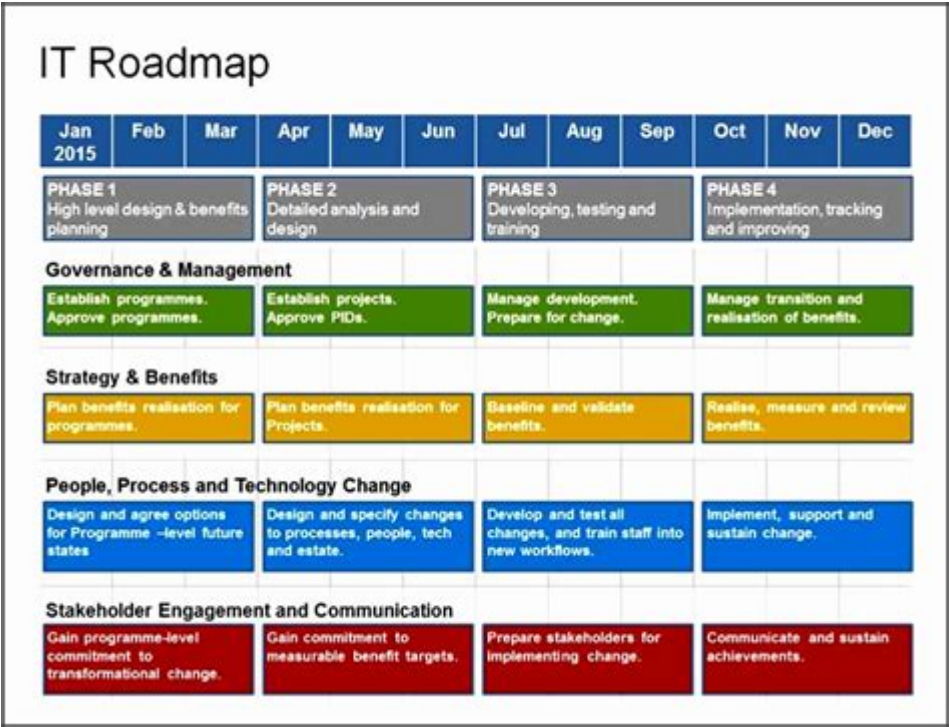 IT Roadmap
Jan Feb Mar Apr May Jun Jul Aug Sep Oct Nov Dec
2015
PHASE 1
High level design & benefits
planning
PHASE 2
Detailed analysis and
design
PHASE 3
Developing, testing and
training
PHASE 4
Implementation, tracking
and improving
Governance & Management
Establish programmes.
Approve programmes.
Establish projects.
Approve PIDs.
Manage development.
Prepare for change.
Manage transition and
realisation of benefits.
Strategy & Benefits
Plan benefits realisation for
programmes.
Plan benefits realisation for
Projects.
Baseline and validate
benefits.
Realise, measure and review
benefits.
People, Process and Technology Change
Design and agree options
for Programme –level future
states
Design and specify changes
to processes, people, tech
and estate.
Develop and test all
changes, and train staff into
new workflows.
Implement, support and
sustain change.
Stakeholder Engagement and Communication
Gain programme-level
commitment to
transformational change.
Gain commitment to
measurable benefit targets.
Prepare stakeholders for
implementing change.
Communicate and sustain
achievements.